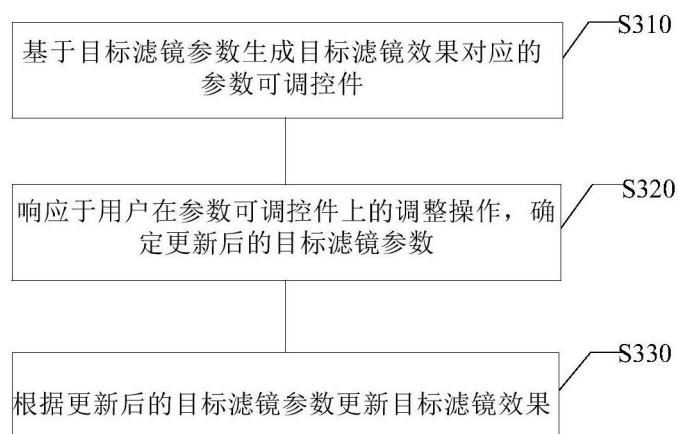 S310
基于目标滤镜参数生成目标滤镜效果对应的
参数可调控件
S320
响应于用户在参数可调控件上的调整操作，确
定更新后的目标滤镜参数
S330
根据更新后的目标滤镜参数更新目标滤镜效果